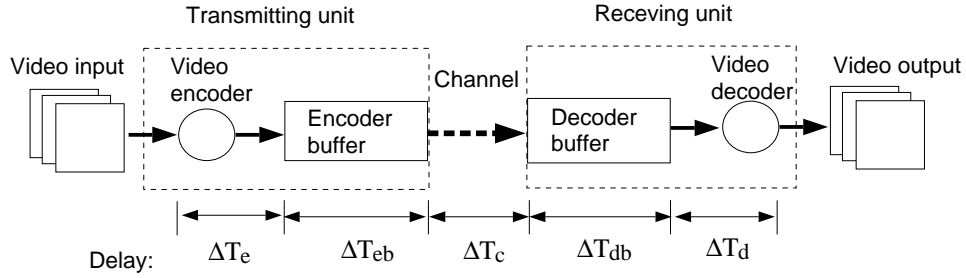 Transmitting unit
Receving unit
Video input
Video
encoder
Encoder
buffer
Channel
Decoder
buffer
Video
decoder
Video output
Delay:
ΔTe
ΔTeb
ΔTc
ΔTdb
ΔTd